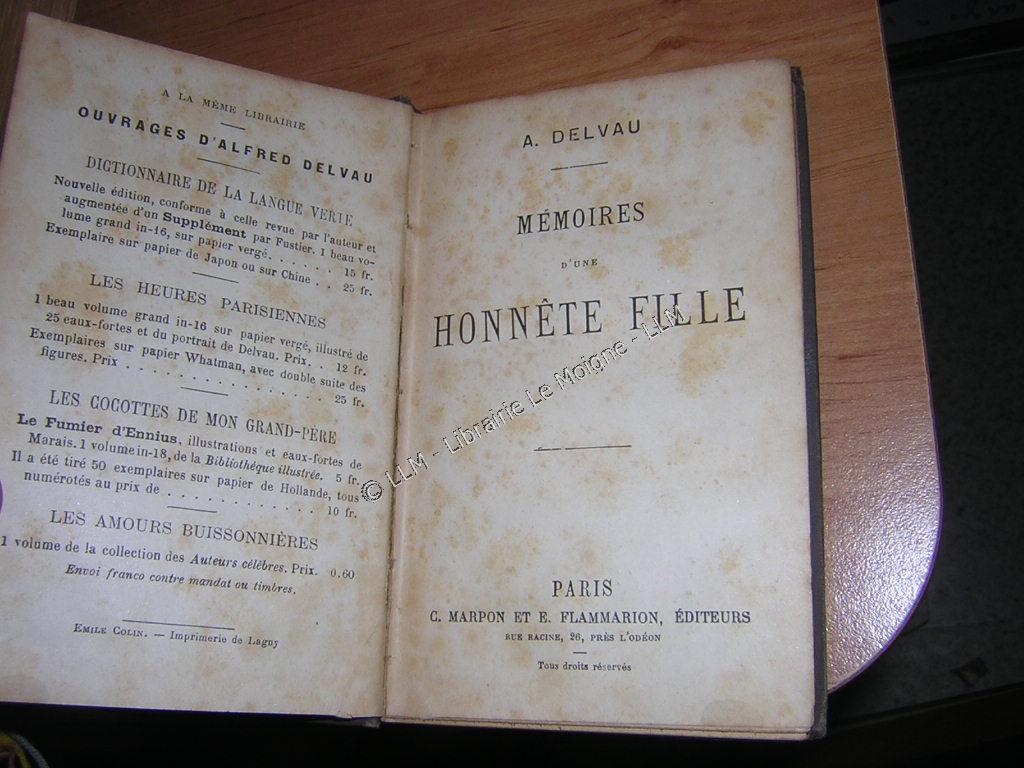 A LA MÊME LIBRAIRIE
OUVRAGES D'ALFRED DELVAU
DICTIONNAIRE DE LA LANGUE VERTE
Nouvelle édition, conforme à celle revue par l'auteur et
augmentée d'un Supplément par Fustier. 1 beau vo-
lume grand in-16, sur papier vergé. . . . . . 15 fr.
Exemplaire sur papier de Japon ou sur Chine . . 25 fr.
LES HEURES PARISIENNES
1 beau volume grand in-16 sur papier vergé, illustré de
25 eaux-fortes et du portrait de Delvau. Prix. . . 12 fr.
Exemplaires sur papier Whatman, avec double suite des
figures. Prix . . . . . . . . . . . . . . . 25 fr.
LES COCOTTES DE MON GRAND-PÈRE
Le Fumier d'Ennius, illustrations et eaux-fortes de
Marais. 1 volume in-18, de la Bibliothéque illustrée. 5 fr.
Il a été tiré 50 exemplaires sur papier de Hollande, tous
numérotés au prix de . . . . . . . . . . . 10 fr.
LES AMOURS BUISSONNIÈRES
1 volume de la collection des Auteurs célèbres. Prix. 0.60
Envoi franco contre mandat ou timbres.
EMILE COLIN. — Imprimerie de Lagny
A. DELVAU
MÉMOIRES
D'UNE
HONNÊTE FILLE
PARIS
C. MARPON ET E. FLAMMARION, ÉDITEURS
RUE RACINE, 26, PRÈS L'ODÉON
Tous droits réservés
© LLM - Librairie Le Moigne - LLM